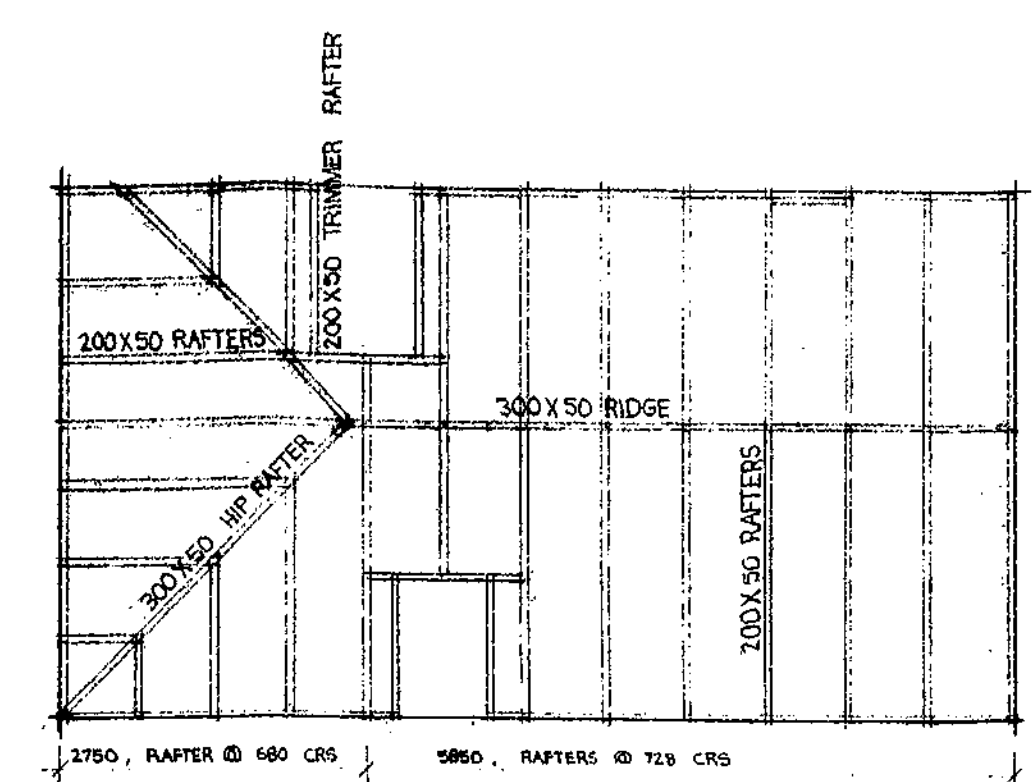 200X50 TRIMMER RAFTER
200X50 RAFTERS
300X50 RIDGE
300X50 HIP RAFTER
200X50 RAFTERS
2750, RAFTER @ 680 CRS
5850, RAFTERS @ 728 CRS